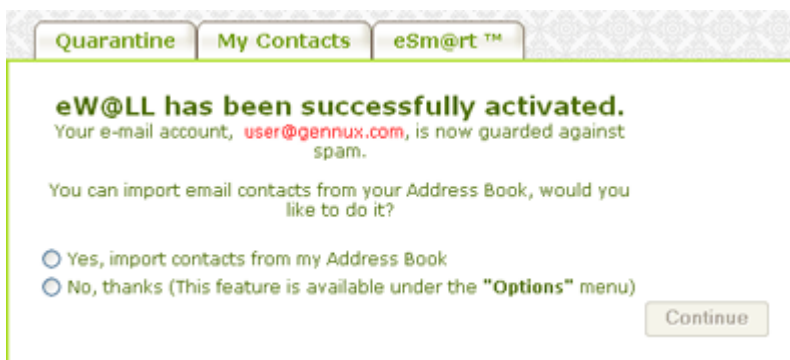 Quarantine My Contacts eSm@rt ™
eW@LL has been successfully activated.
Your e-mail account, user@gennux.com, is now guarded against
spam.
You can import email contacts from your Address Book, would you
like to do it?
Yes, import contacts from my Address Book
No, thanks (This feature is available under the "Options" menu)
Continue